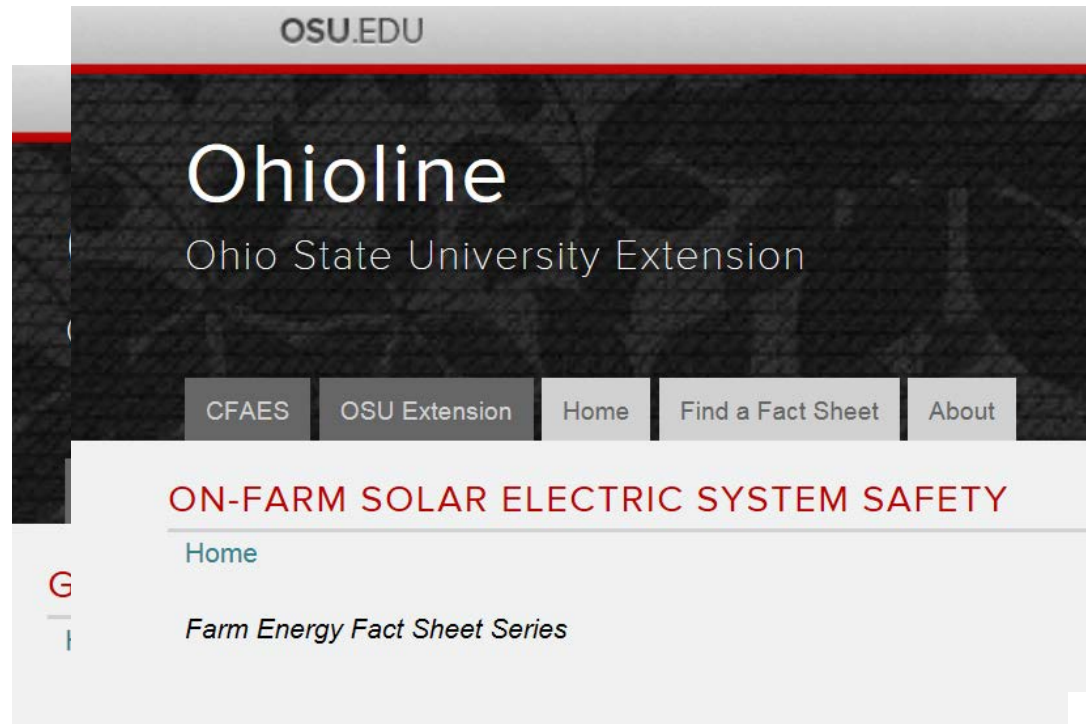 OSU.EDU
Ohioline
Ohio State University Extension
CFAES OSU Extension Home Find a Fact Sheet About
ON-FARM SOLAR ELECTRIC SYSTEM SAFETY
Home
G
Farm Energy Fact Sheet Series